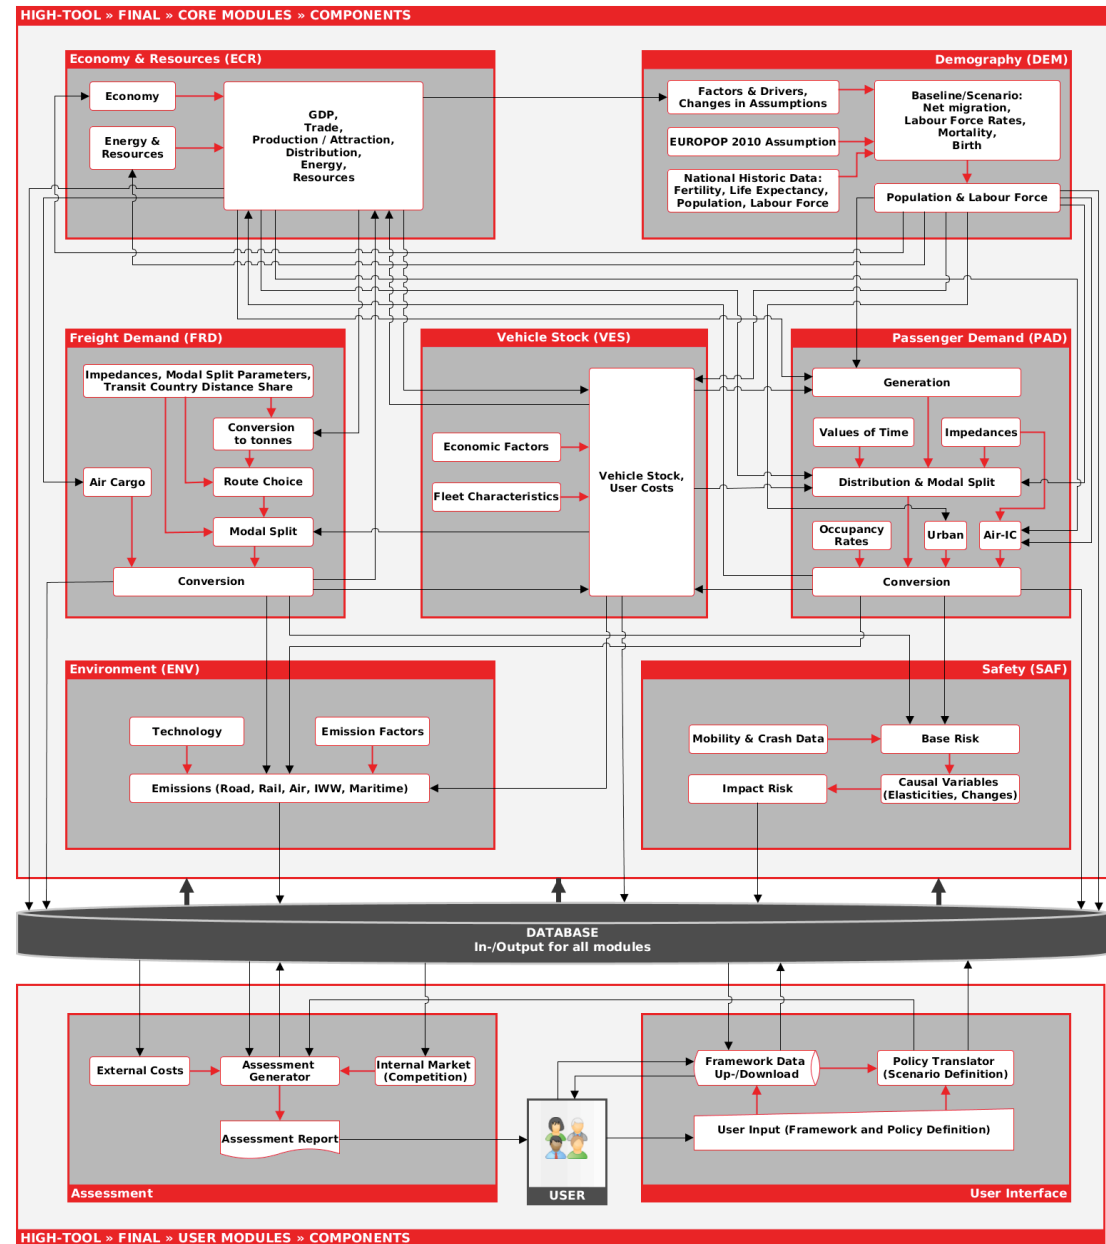 HIGH-TOOL » FINAL » CORE MODULES » COMPONENTS
Economy & Resources (ECR)
Economy
Energy &
Resources
GDP,
Trade,
Production / Attraction,
Distribution,
Energy,
Resources
Demography (DEM)
Factors & Drivers,
Changes in Assumptions
EUROPOP 2010 Assumption
National Historic Data:
Fertility, Life Expectancy,
Population, Labour Force
Baseline/Scenario:
Net migration,
Labour Force Rates,
Mortality,
Birth
Population & Labour Force
Freight Demand (FRD)
Impedances, Modal Split Parameters,
Transit Country Distance Share
Conversion
to tonnes
Air Cargo
Route Choice
Modal Split
Conversion
Vehicle Stock (VES)
Economic Factors
Fleet Characteristics
Vehicle Stock,
User Costs
Passenger Demand (PAD)
Generation
Values of Time
Impedances
Distribution & Modal Split
Occupancy
Rates
Urban
Air-IC
Conversion
Environment (ENV)
Technology
Emission Factors
Emissions (Road, Rail, Air, IWW, Maritime)
Safety (SAF)
Mobility & Crash Data
Base Risk
Impact Risk
Causal Variables
(Elasticities, Changes)
DATABASE
In-/Output for all modules
External Costs
Assessment
Generator
Internal Market
(Competition)
Assessment Report
Assessment
USER
Framework Data
Up-/Download
Policy Translator
(Scenario Definition)
User Input (Framework and Policy Definition)
User Interface
HIGH-TOOL » FINAL » USER MODULES » COMPONENTS